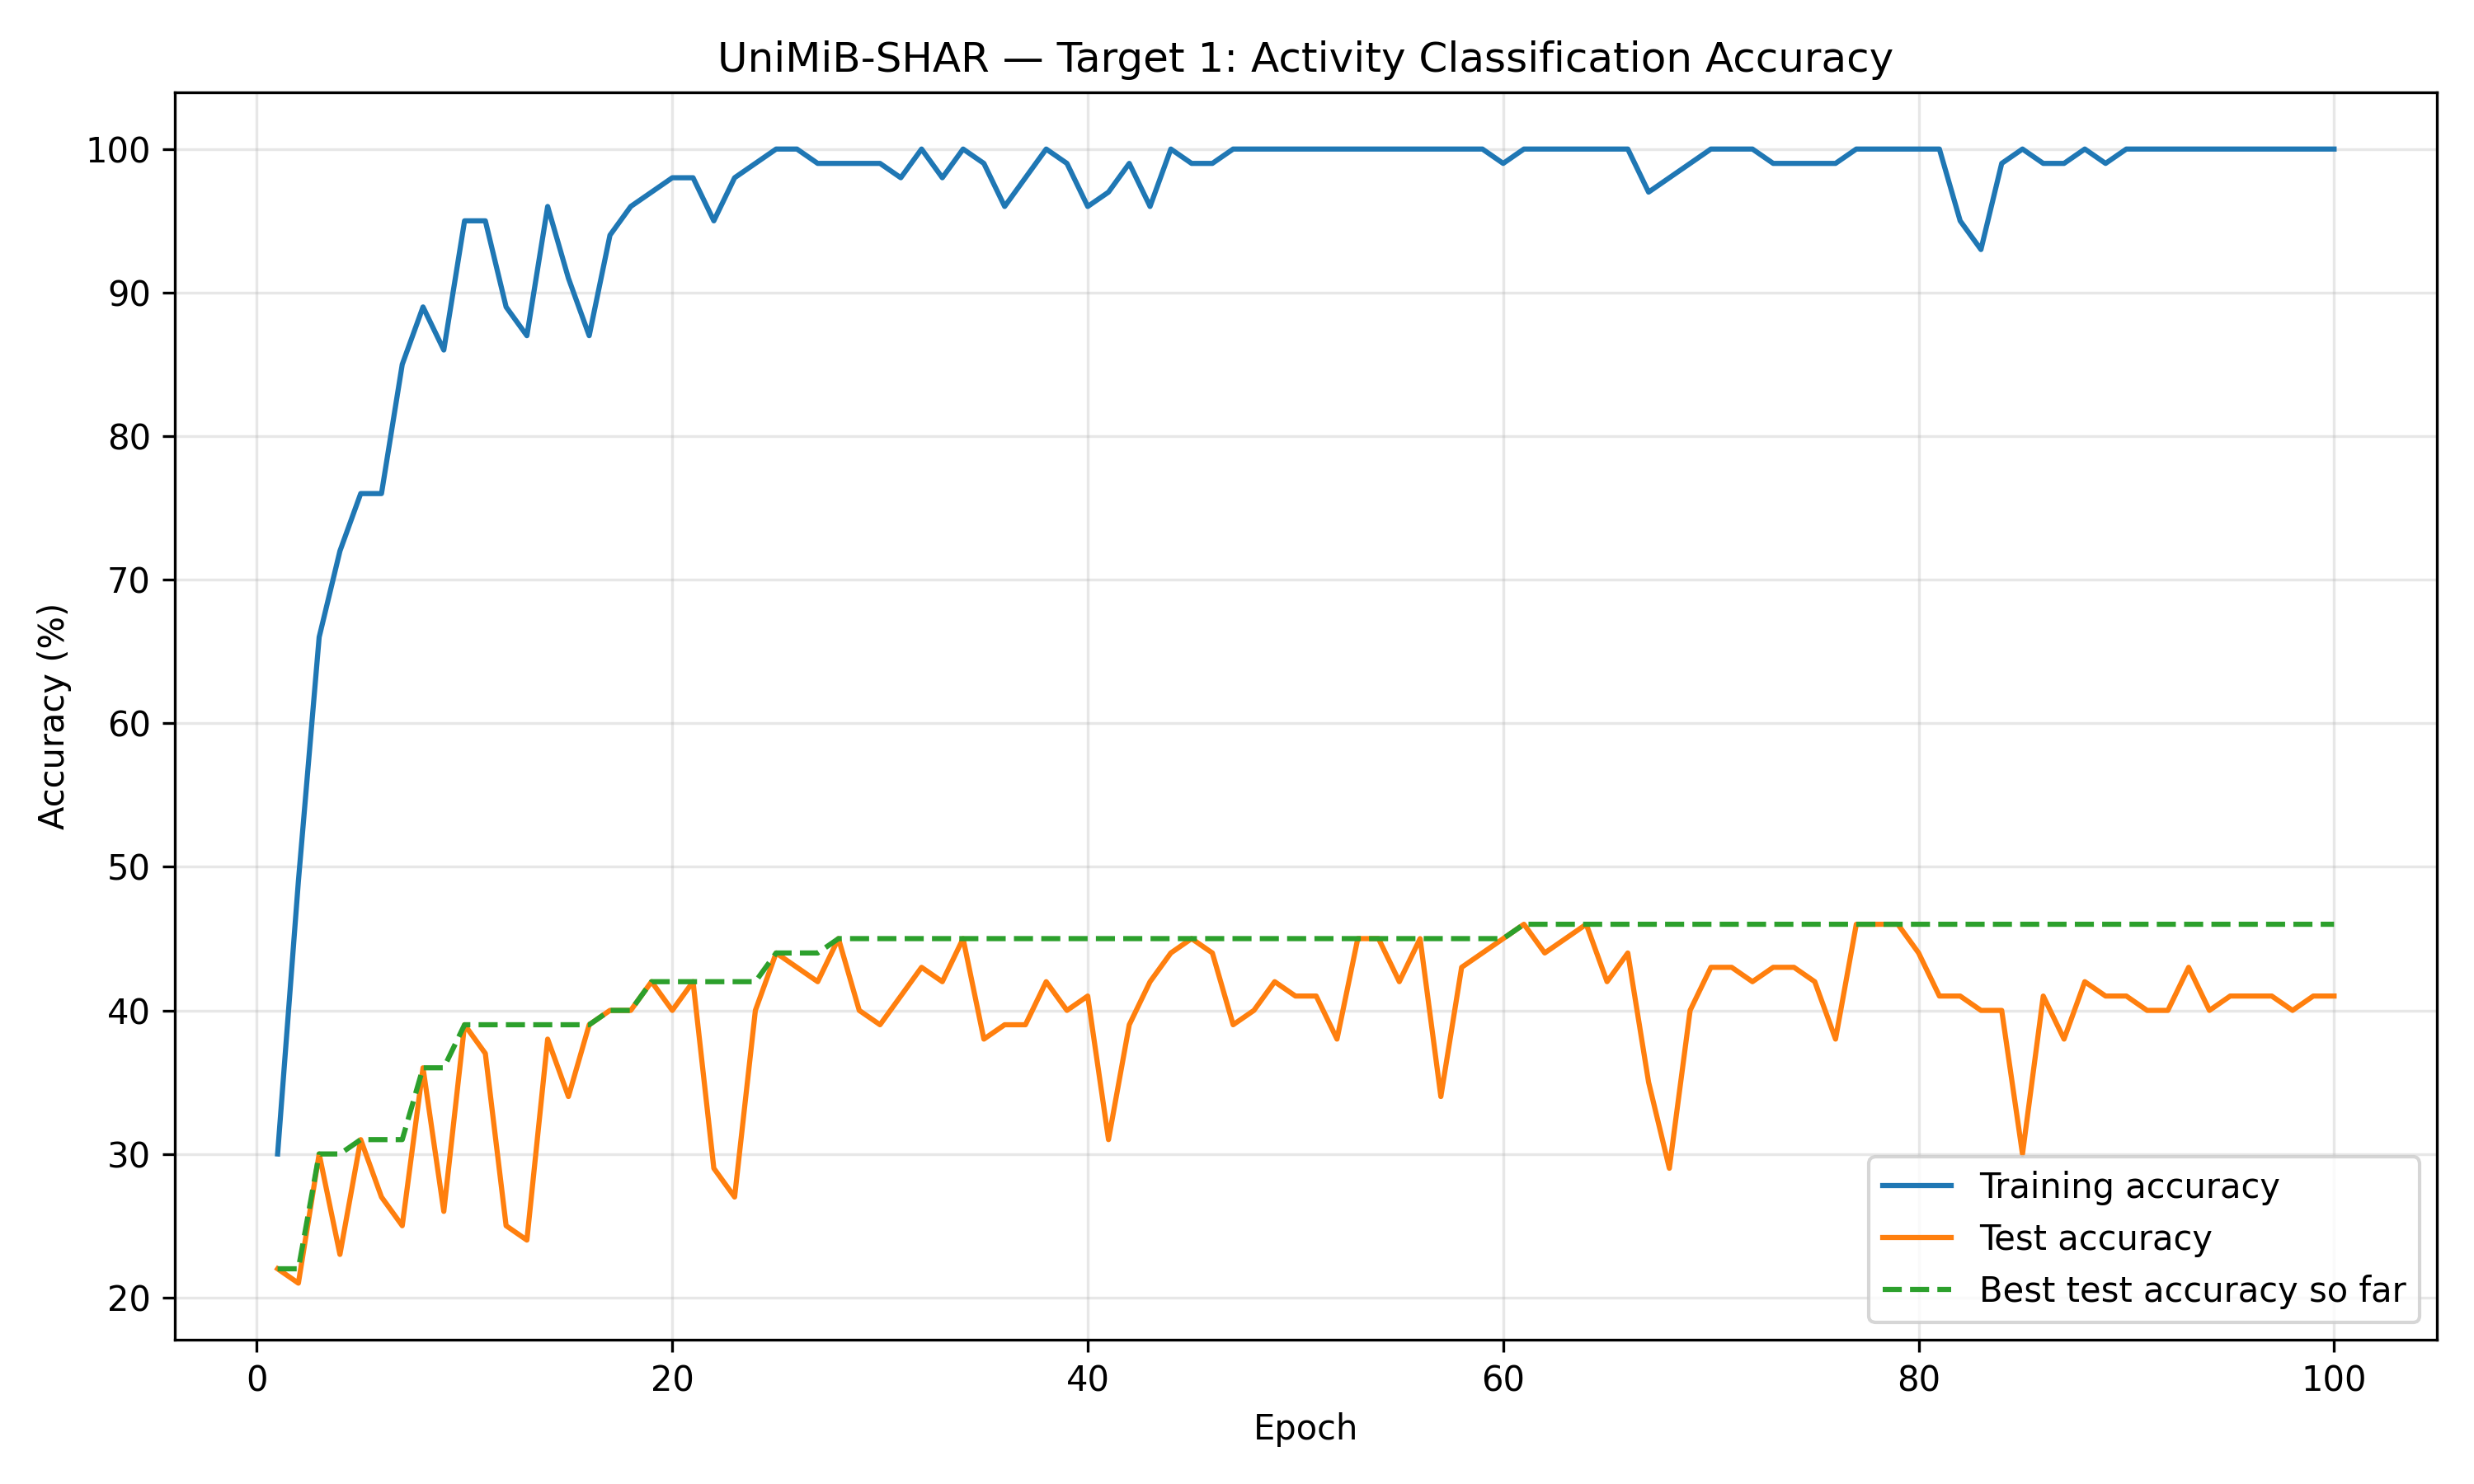 UniMiB-SHAR — Target 1: Activity Classification Accuracy
Accuracy (%)
100
90
80
70
60
50
40
30
20
0 20 40 60 80 100
Epoch
Training accuracy
Test accuracy
Best test accuracy so far